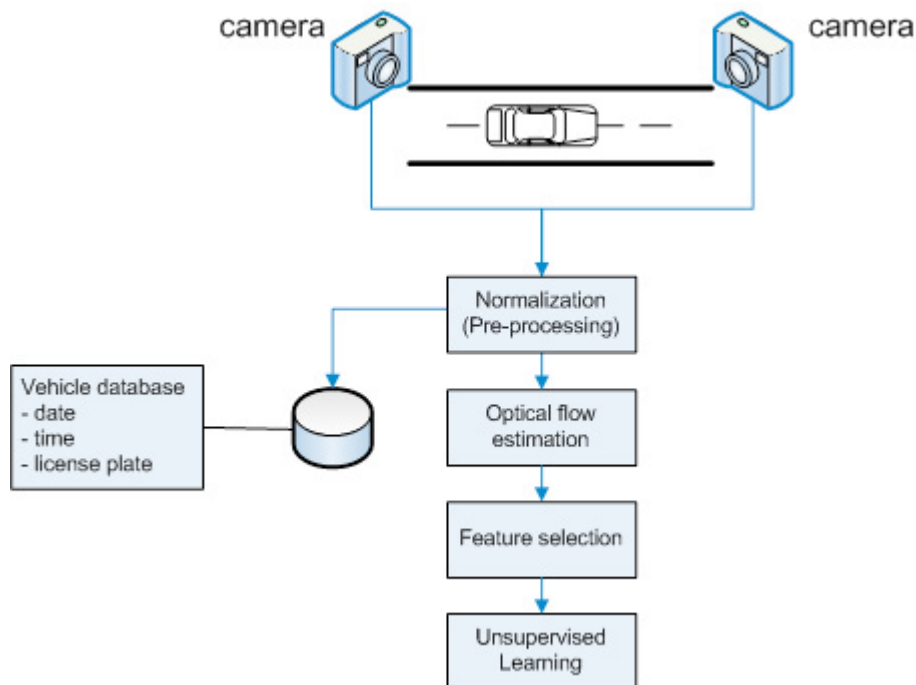 camera
camera
Normalization
(Pre-processing)
Vehicle database
- date
- time
- license plate
Optical flow
estimation
Feature selection
Unsupervised
Learning